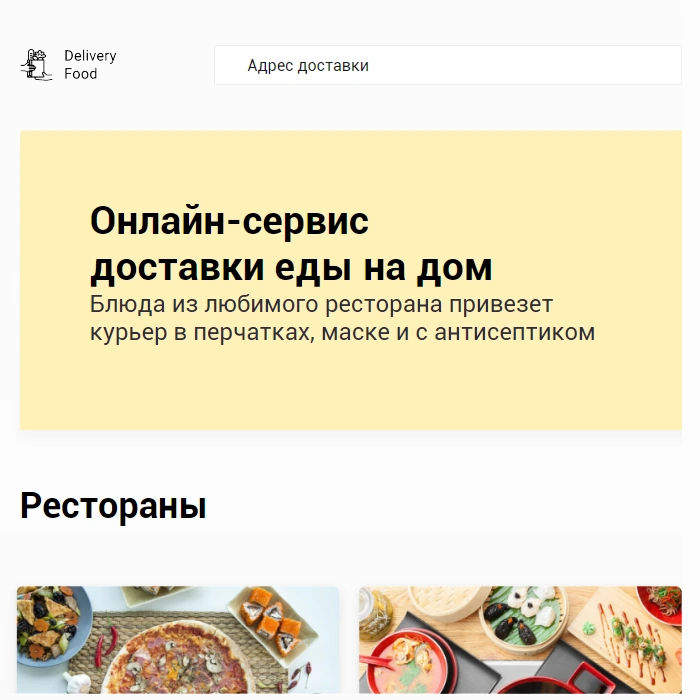 Delivery
Food
Адрес доставки
Онлайн-сервис
доставки еды на дом
Блюда из любимого ресторана привезет
курьер в перчатках, маске и с антисептиком
Рестораны